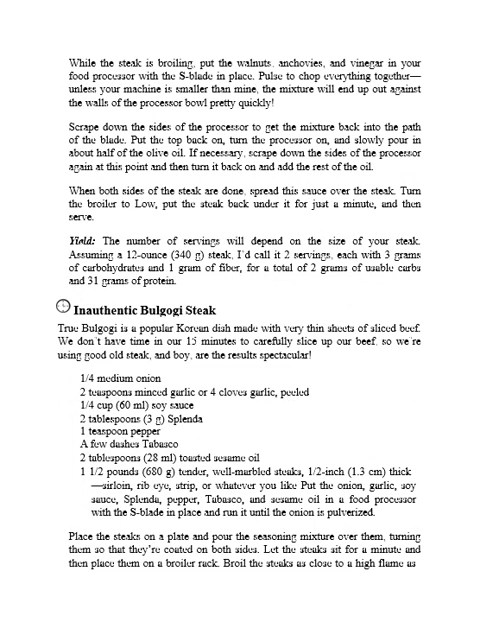 While the steak is broiling, put the walnuts, anchovies, and vinegar in your
food processor with the S-blade in place. Pulse to chop everything together—
unless your machine is smaller than mine, the mixture will end up out against
the walls of the processor bowl pretty quickly!
Scrape down the sides of the processor to get the mixture back into the path
of the blade. Put the top back on, turn the processor on, and slowly pour in
about half of the olive oil. If necessary, scrape down the sides of the processor
again at this point and then turn it back on and add the rest of the oil.
When both sides of the steak are done, spread this sauce over the steak. Turn
the broiler to Low, put the steak back under it for just a minute, and then
serve.
Yield: The number of servings will depend on the size of your steak.
Assuming a 12-ounce (340 g) steak, I'd call it 2 servings, each with 3 grams
of carbohydrates and 1 gram of fiber, for a total of 2 grams of usable carbs
and 31 grams of protein.
Inauthentic Bulgogi Steak
True Bulgogi is a popular Korean dish made with very thin sheets of sliced beef.
We don't have time in our 15 minutes to carefully slice up our beef, so we're
using good old steak, and boy, are the results spectacular!
1/4 medium onion
2 teaspoons minced garlic or 4 cloves garlic, peeled
1/4 cup (60 ml) soy sauce
2 tablespoons (3 g) Splenda
1 teaspoon pepper
A few dashes Tabasco
2 tablespoons (28 ml) toasted sesame oil
1 1/2 pounds (680 g) tender, well-marbled steaks, 1/2-inch (1.3 cm) thick
—sirloin, rib eye, strip, or whatever you like Put the onion, garlic, soy
sauce, Splenda, pepper, Tabasco, and sesame oil in a food processor
with the S-blade in place and run it until the onion is pulverized.
Place the steaks on a plate and pour the seasoning mixture over them, turning
them so that they're coated on both sides. Let the steaks sit for a minute and
then place them on a broiler rack. Broil the steaks as close to a high flame as